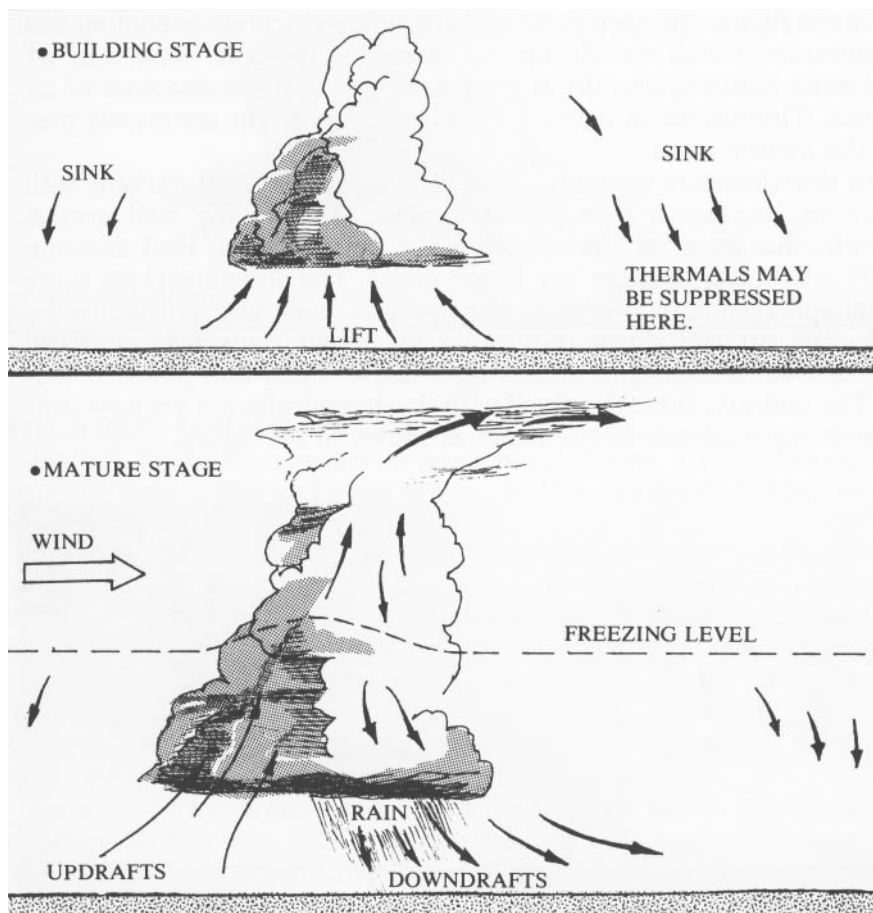 ●BUILDING STAGE
SINK
SINK
LIFT
THERMALS MAY
BE SUPPRESSED
HERE.
●MATURE STAGE
WIND
FREEZING LEVEL
RAIN
UPDRAFTS
DOWNDRAFTS